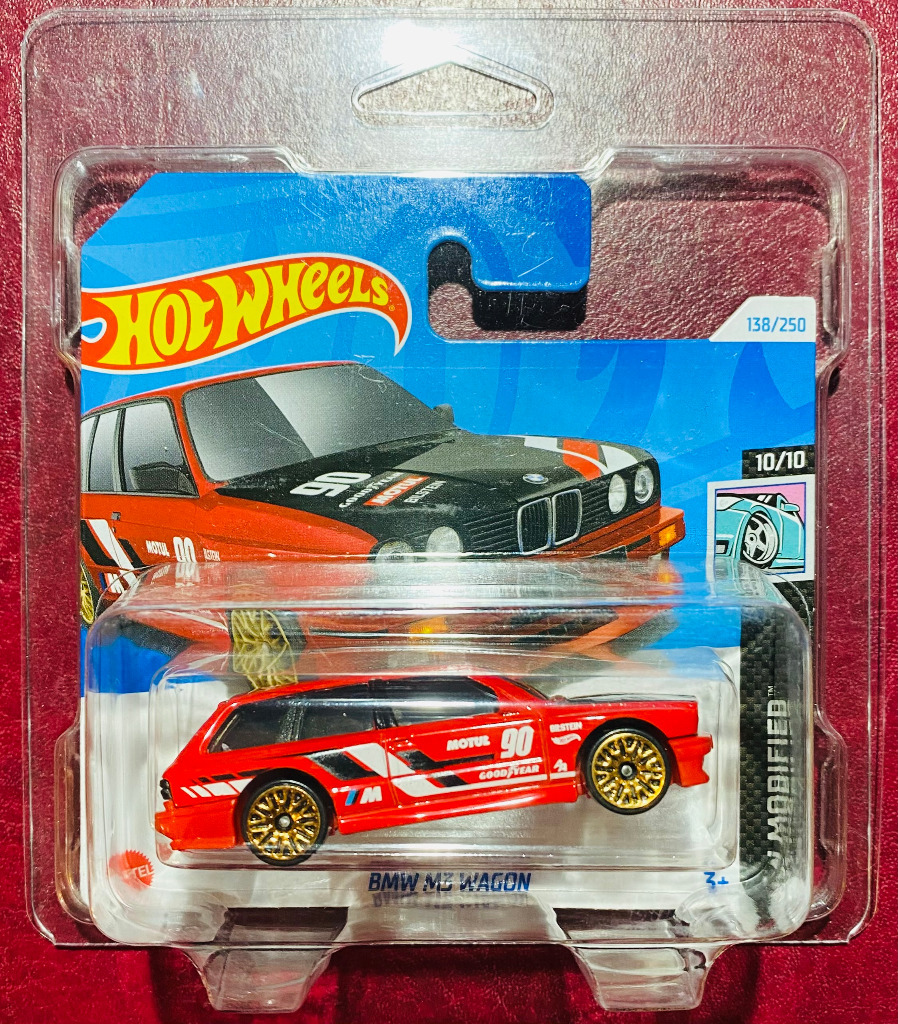 HOT WHEELS
138/250
10/10
90
GOODYEAR
MOTUL
BILSTEIN
M
MOTUL 90
MOTUL 90 BILSTEIN
GOODYEAR
M
MODIFIED™
BMW M3 WAGON
3+